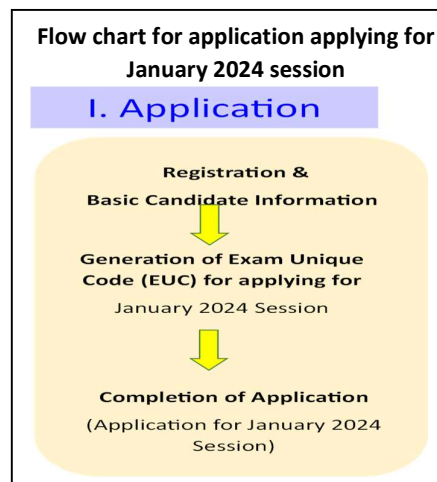 Flow chart for application applying for
January 2024 session
I. Application
Registration &
Basic Candidate Information
Generation of Exam Unique
Code (EUC) for applying for
January 2024 Session
Completion of Application
(Application for January 2024
Session)